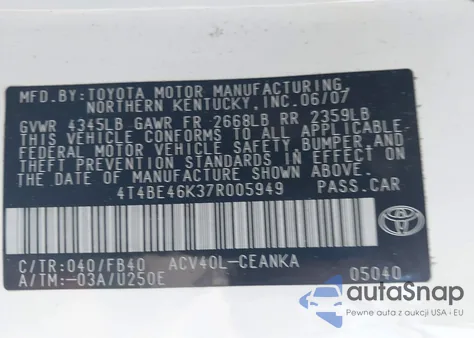 MFD.BY: TOYOTA MOTOR MANUFACTURING,
NORTHERN KENTUCKY, INC. 06/07
GVWR 4345LB GAWR FR 2668LB RR 2359LB
THIS VEHICLE CONFORMS TO ALL APPLICABLE
FEDERAL MOTOR VEHICLE SAFETY, BUMPER, AND
THEFT PREVENTION STANDARDS IN EFFECT ON
THE DATE OF MANUFACTURE SHOWN ABOVE.
4T4BE46K37R005949 PASS.CAR
TOYOTA
C/TR:040/FB40 ACV40L-CEANKA
A/TM:-03A/U250E 05040
autoSnap
Pewne auta z aukcji USA - EU